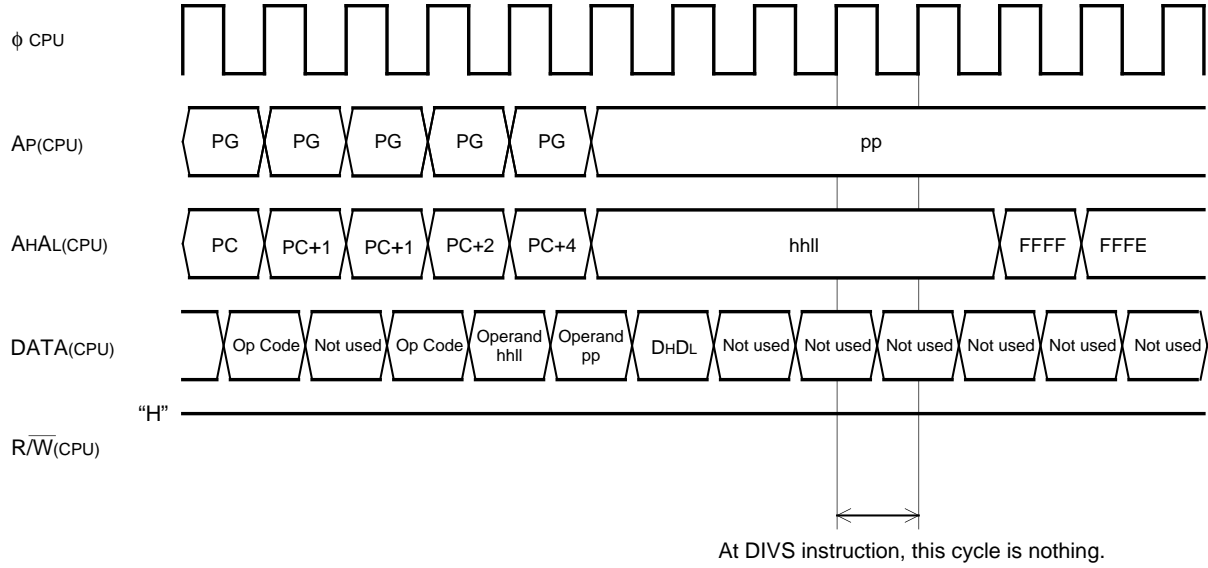 ϕ CPU
AP(CPU) PG PG PG PG PG pp
AHAL(CPU) PC PC+1 PC+1 PC+2 PC+4 hhll FFFF FFFE
DATA(CPU) Op Code Not used Op Code Operand hhll Operand pp DHDL Not used Not used Not used Not used Not used Not used
“H”
R/W̅(CPU)
At DIVS instruction, this cycle is nothing.